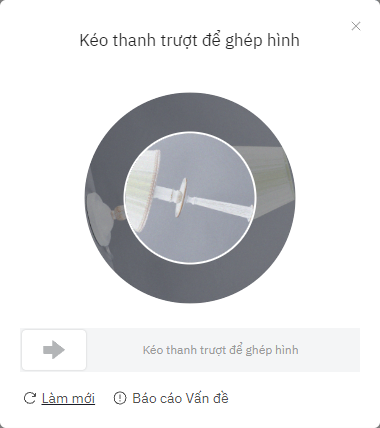 Kéo thanh trượt để ghép hình
Kéo thanh trượt để ghép hình
Làm mới
Báo cáo Vấn đề